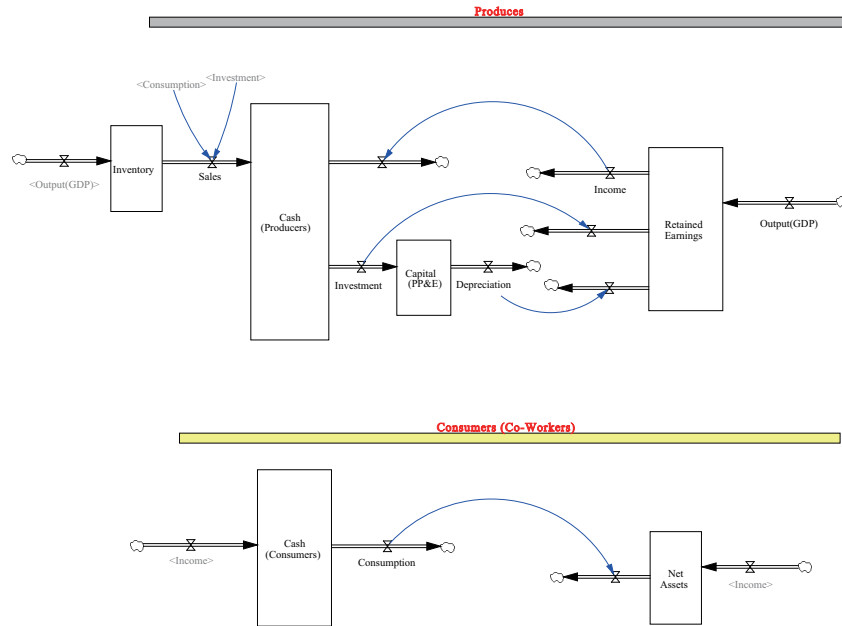 Produces
<Investment>
<Consumption>
Inventory
Sales
<Output(GDP)>
Cash
(Producers)
Income
Retained
Earnings
Output(GDP)
Investment
Capital
(PP&E)
Depreciation
Consumers (Co-Workers)
Cash
(Consumers)
<Income>
Consumption
Net
Assets
<Income>